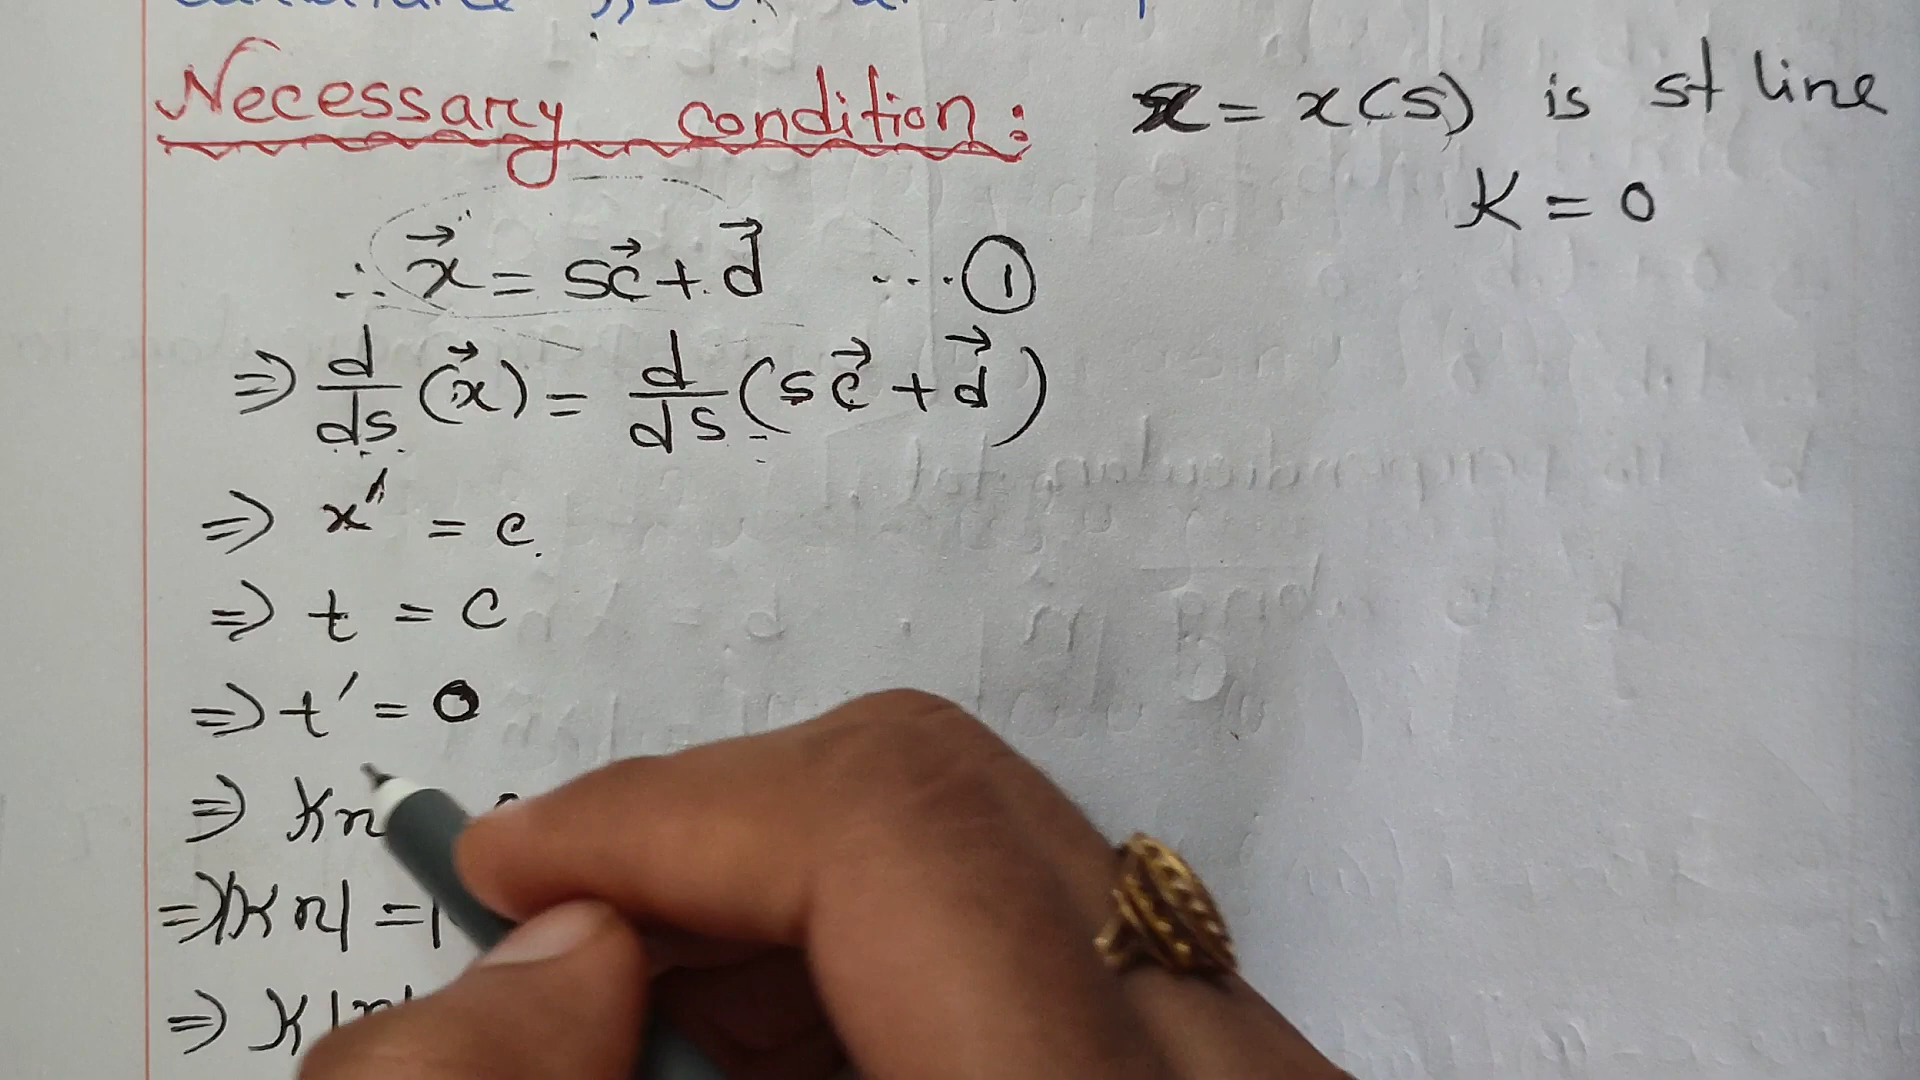 Necessary condition:
x = x(s) is st line
K = 0
∴ x⃗ = sc⃗ + d⃗ ....①
⇒ d/ds (x⃗) = d/ds (sc⃗ + d⃗)
⇒ x' = c
⇒ t = c
⇒ t' = 0
⇒ Kn
⇒ |Kn| = |
⇒ K|n|